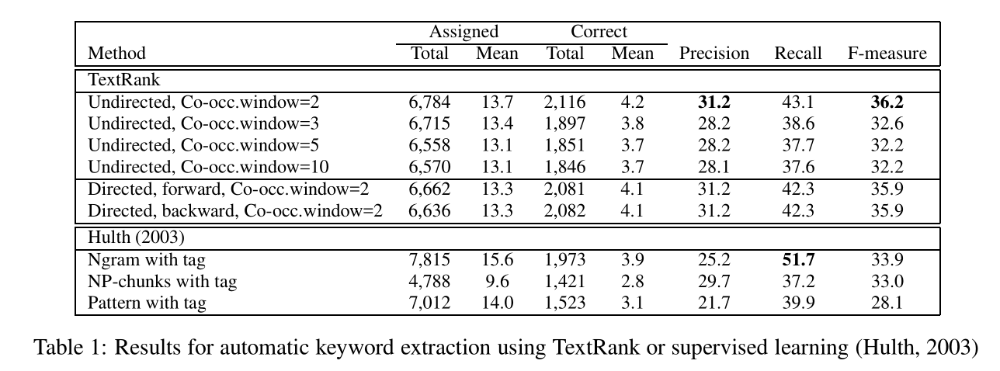 Assigned Correct
Method Total Mean Total Mean Precision Recall F-measure
TextRank
Undirected, Co-occ.window=2 6,784 13.7 2,116 4.2 31.2 43.1 36.2
Undirected, Co-occ.window=3 6,715 13.4 1,897 3.8 28.2 38.6 32.6
Undirected, Co-occ.window=5 6,558 13.1 1,851 3.7 28.2 37.7 32.2
Undirected, Co-occ.window=10 6,570 13.1 1,846 3.7 28.1 37.6 32.2
Directed, forward, Co-occ.window=2 6,662 13.3 2,081 4.1 31.2 42.3 35.9
Directed, backward, Co-occ.window=2 6,636 13.3 2,082 4.1 31.2 42.3 35.9
Hulth (2003)
Ngram with tag 7,815 15.6 1,973 3.9 25.2 51.7 33.9
NP-chunks with tag 4,788 9.6 1,421 2.8 29.7 37.2 33.0
Pattern with tag 7,012 14.0 1,523 3.1 21.7 39.9 28.1
Table 1: Results for automatic keyword extraction using TextRank or supervised learning (Hulth, 2003)